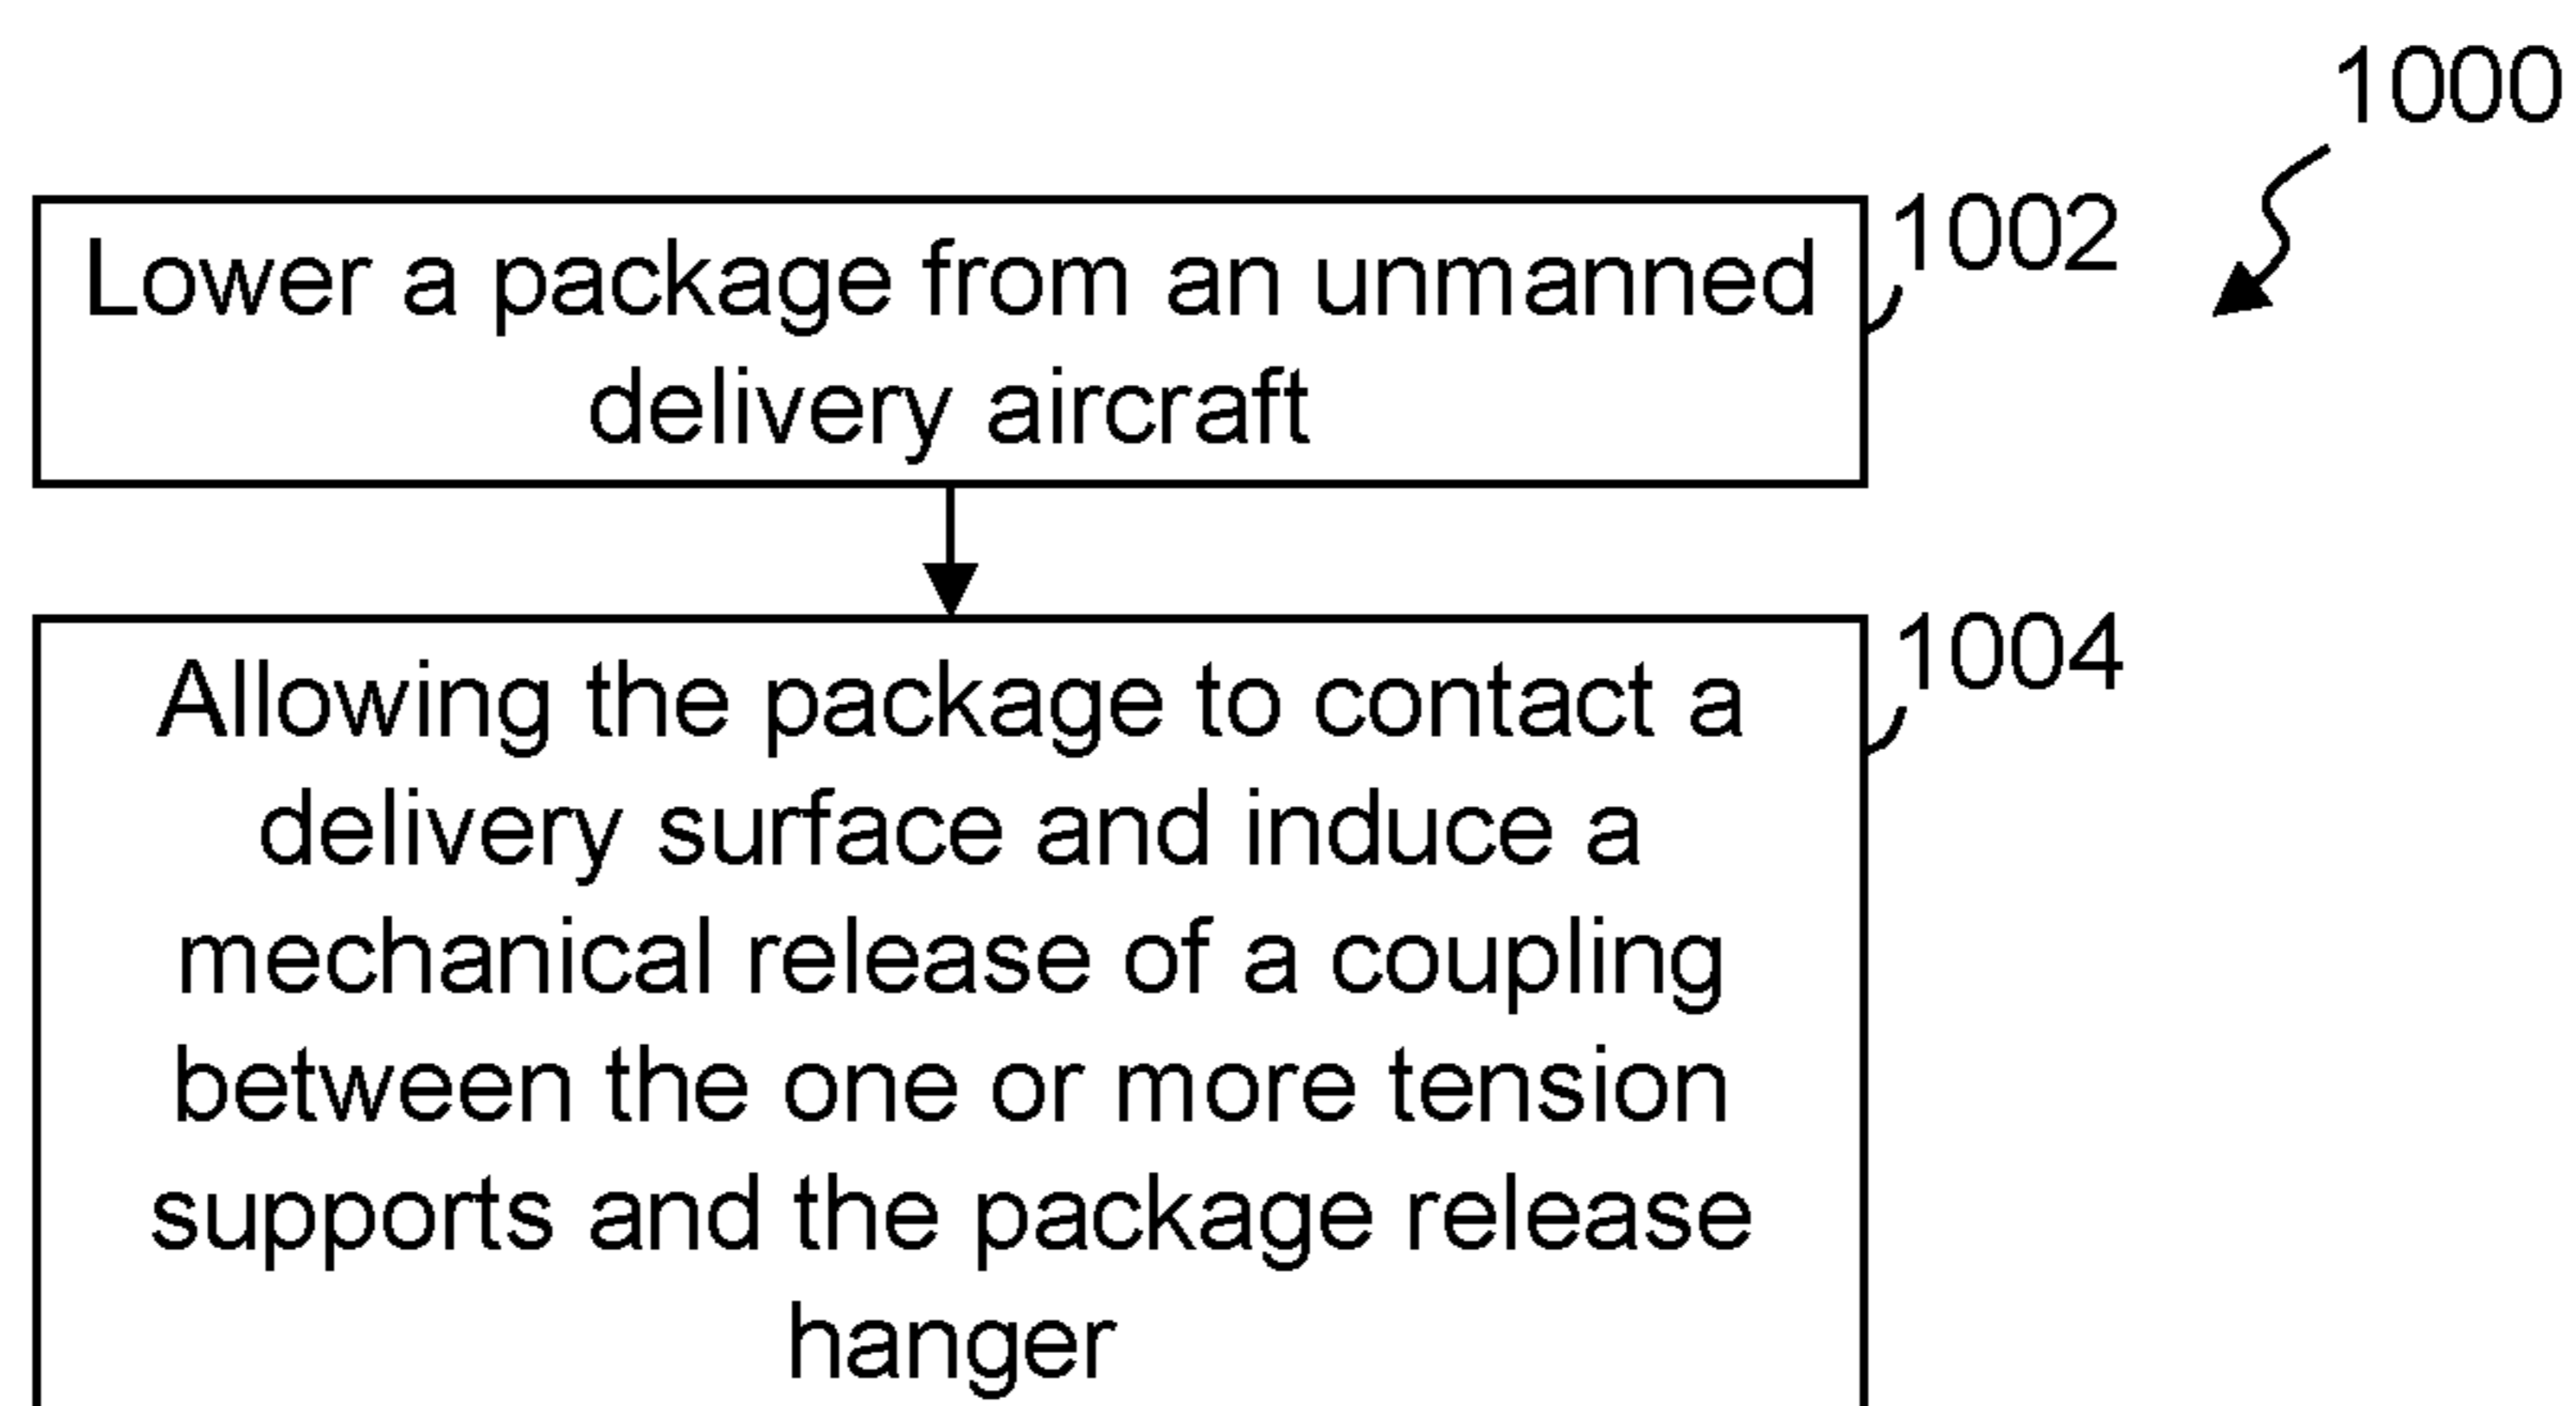 1000
1002
Lower a package from an unmanned
delivery aircraft
1004
Allowing the package to contact a
delivery surface and induce a
mechanical release of a coupling
between the one or more tension
supports and the package release
hanger